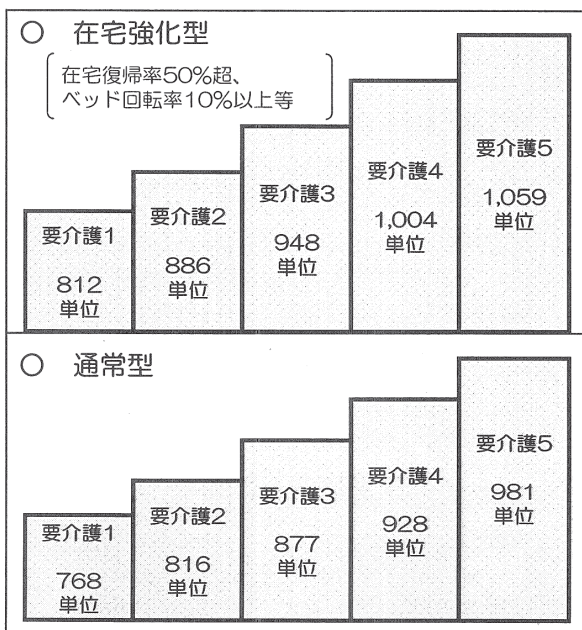 ○ 在宅強化型
在宅復帰率50%超、
ベッド回転率10%以上等
要介護1
812
単位
要介護2
886
単位
要介護3
948
単位
要介護4
1,004
単位
要介護5
1,059
単位
○ 通常型
要介護1
768
単位
要介護2
816
単位
要介護3
877
単位
要介護4
928
単位
要介護5
981
単位